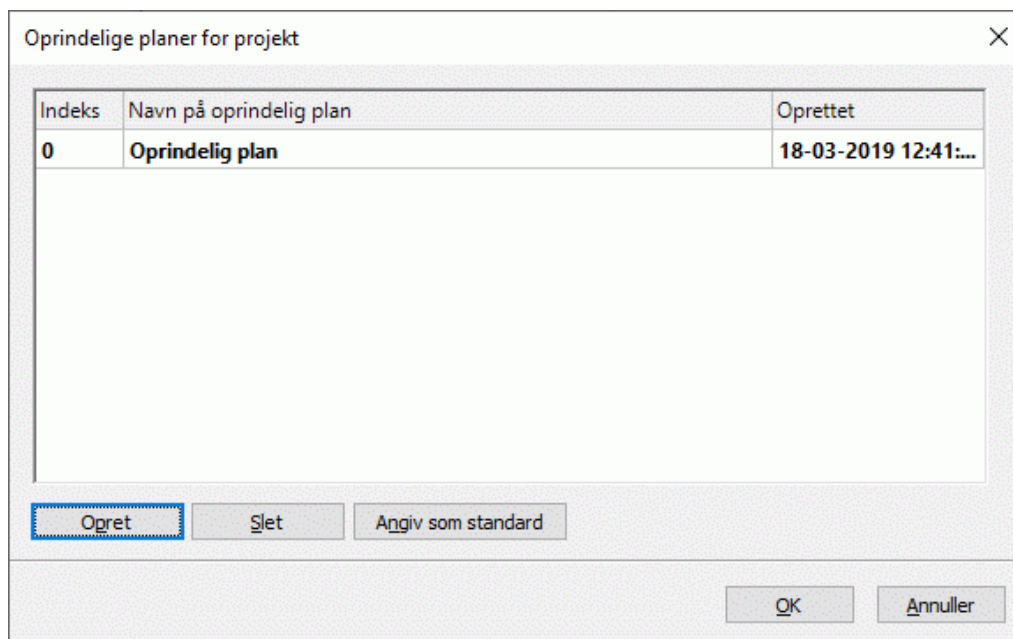 Oprindelige planer for projekt
Indeks Navn på oprindelig plan Oprettet
0 Oprindelig plan 18-03-2019 12:41:...
Opret Slet Angiv som standard
OK Annuller